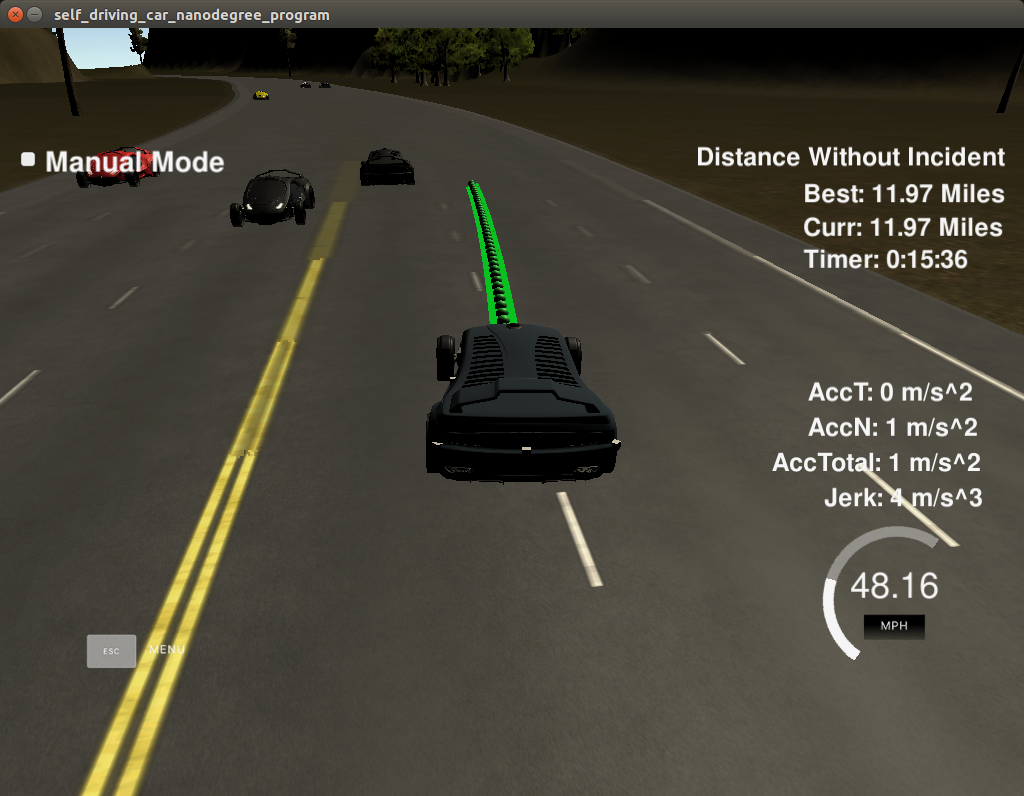 self_driving_car_nanodegree_program
Manual Mode
Distance Without Incident
Best: 11.97 Miles
Curr: 11.97 Miles
Timer: 0:15:36
AccT: 0 m/s^2
AccN: 1 m/s^2
AccTotal: 1 m/s^2
Jerk: 4 m/s^3
48.16
MPH
ESC MENU